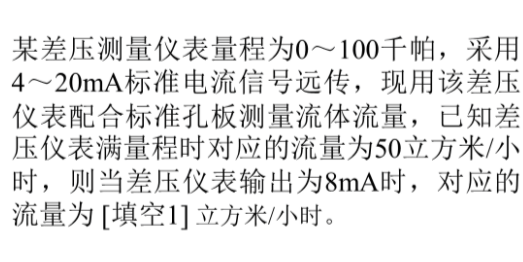 某差压测量仪表量程为0～100千帕，采用
4～20mA标准电流信号远传，现用该差压
仪表配合标准孔板测量流体流量，已知差
压仪表满量程时对应的流量为50立方米/小
时，则当差压仪表输出为8mA时，对应的
流量为 [填空1] 立方米/小时。